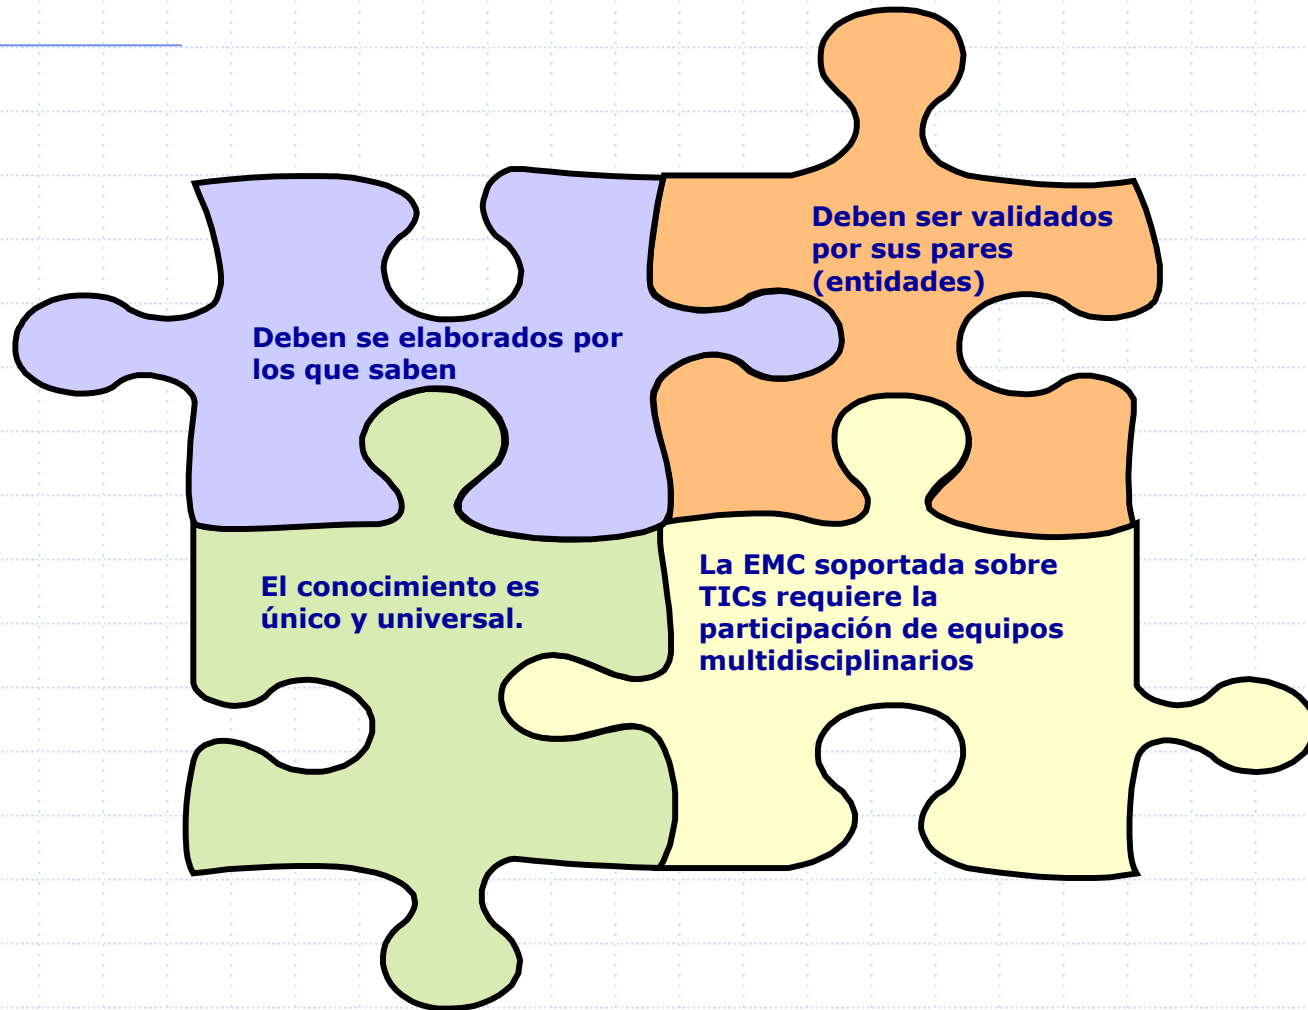 Deben ser validados
por sus pares
(entidades)
Deben se elaborados por
los que saben
El conocimiento es
único y universal.
La EMC soportada sobre
TICs requiere la
participación de equipos
multidisciplinarios